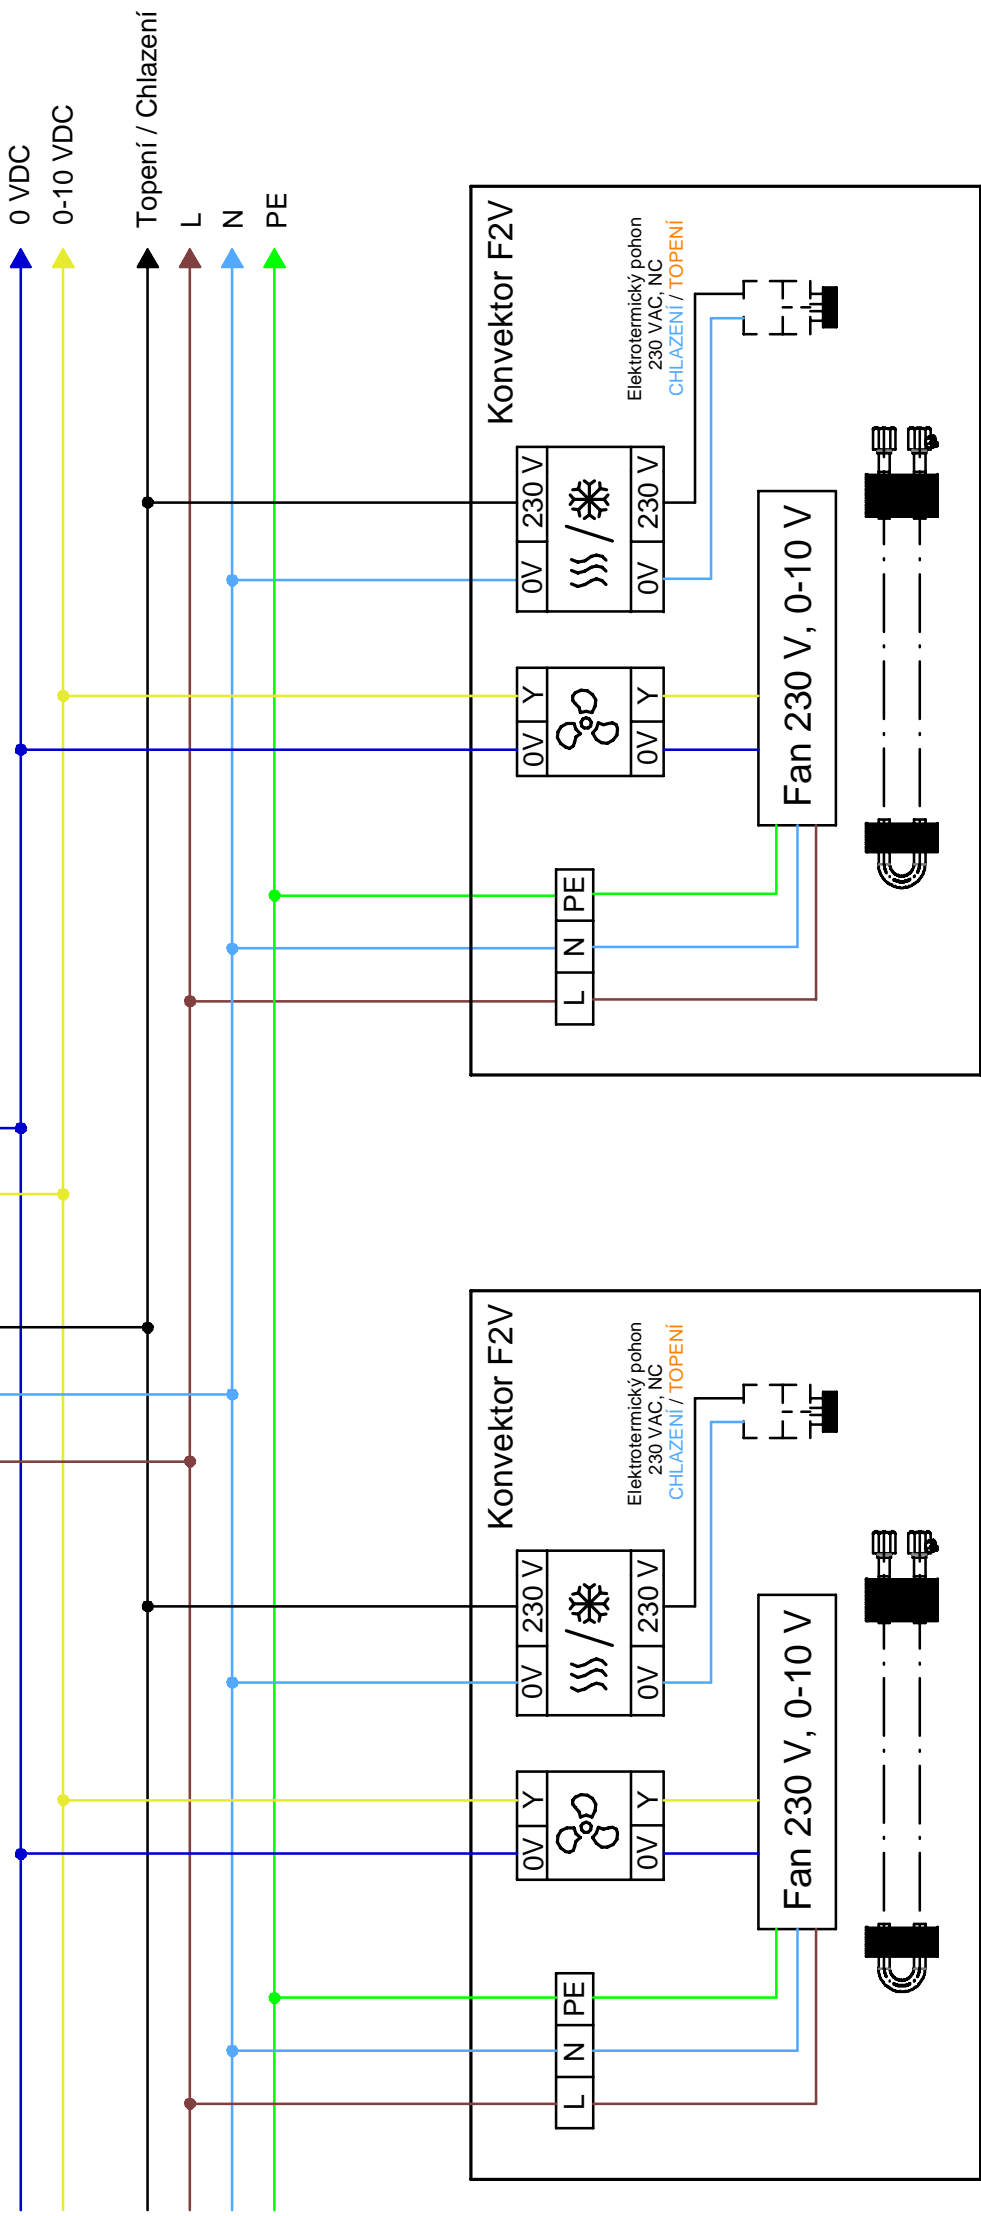 0 VDC
0-10 VDC
Topení / Chlazení
L
N
PE
Konvektor F2V
L N PE
0V Y
0V Y
0V 230 V
0V 230 V
Elektrotermický pohon
230 VAC, NC
CHLAZENÍ / TOPENÍ
Fan 230 V, 0-10 V
Konvektor F2V
L N PE
0V Y
0V Y
0V 230 V
0V 230 V
Elektrotermický pohon
230 VAC, NC
CHLAZENÍ / TOPENÍ
Fan 230 V, 0-10 V